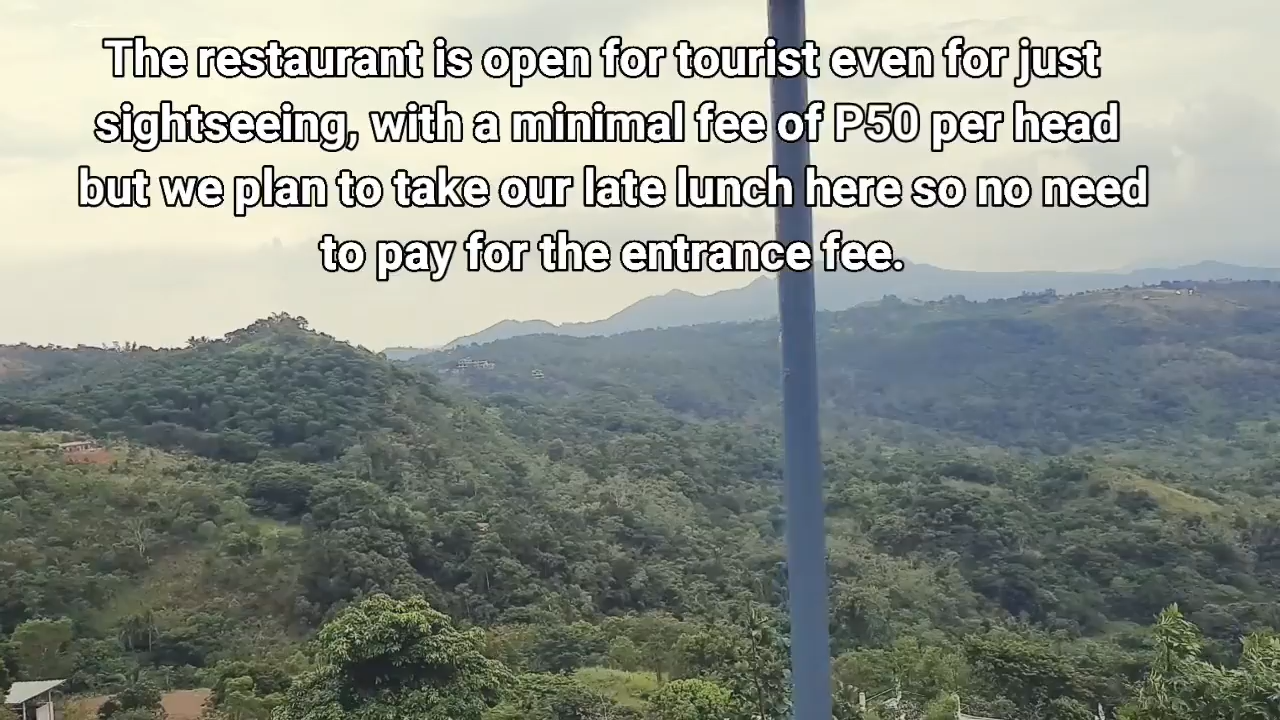 The restaurant is open for tourist even for just
sightseeing, with a minimal fee of P50 per head
but we plan to take our late lunch here so no need
to pay for the entrance fee.